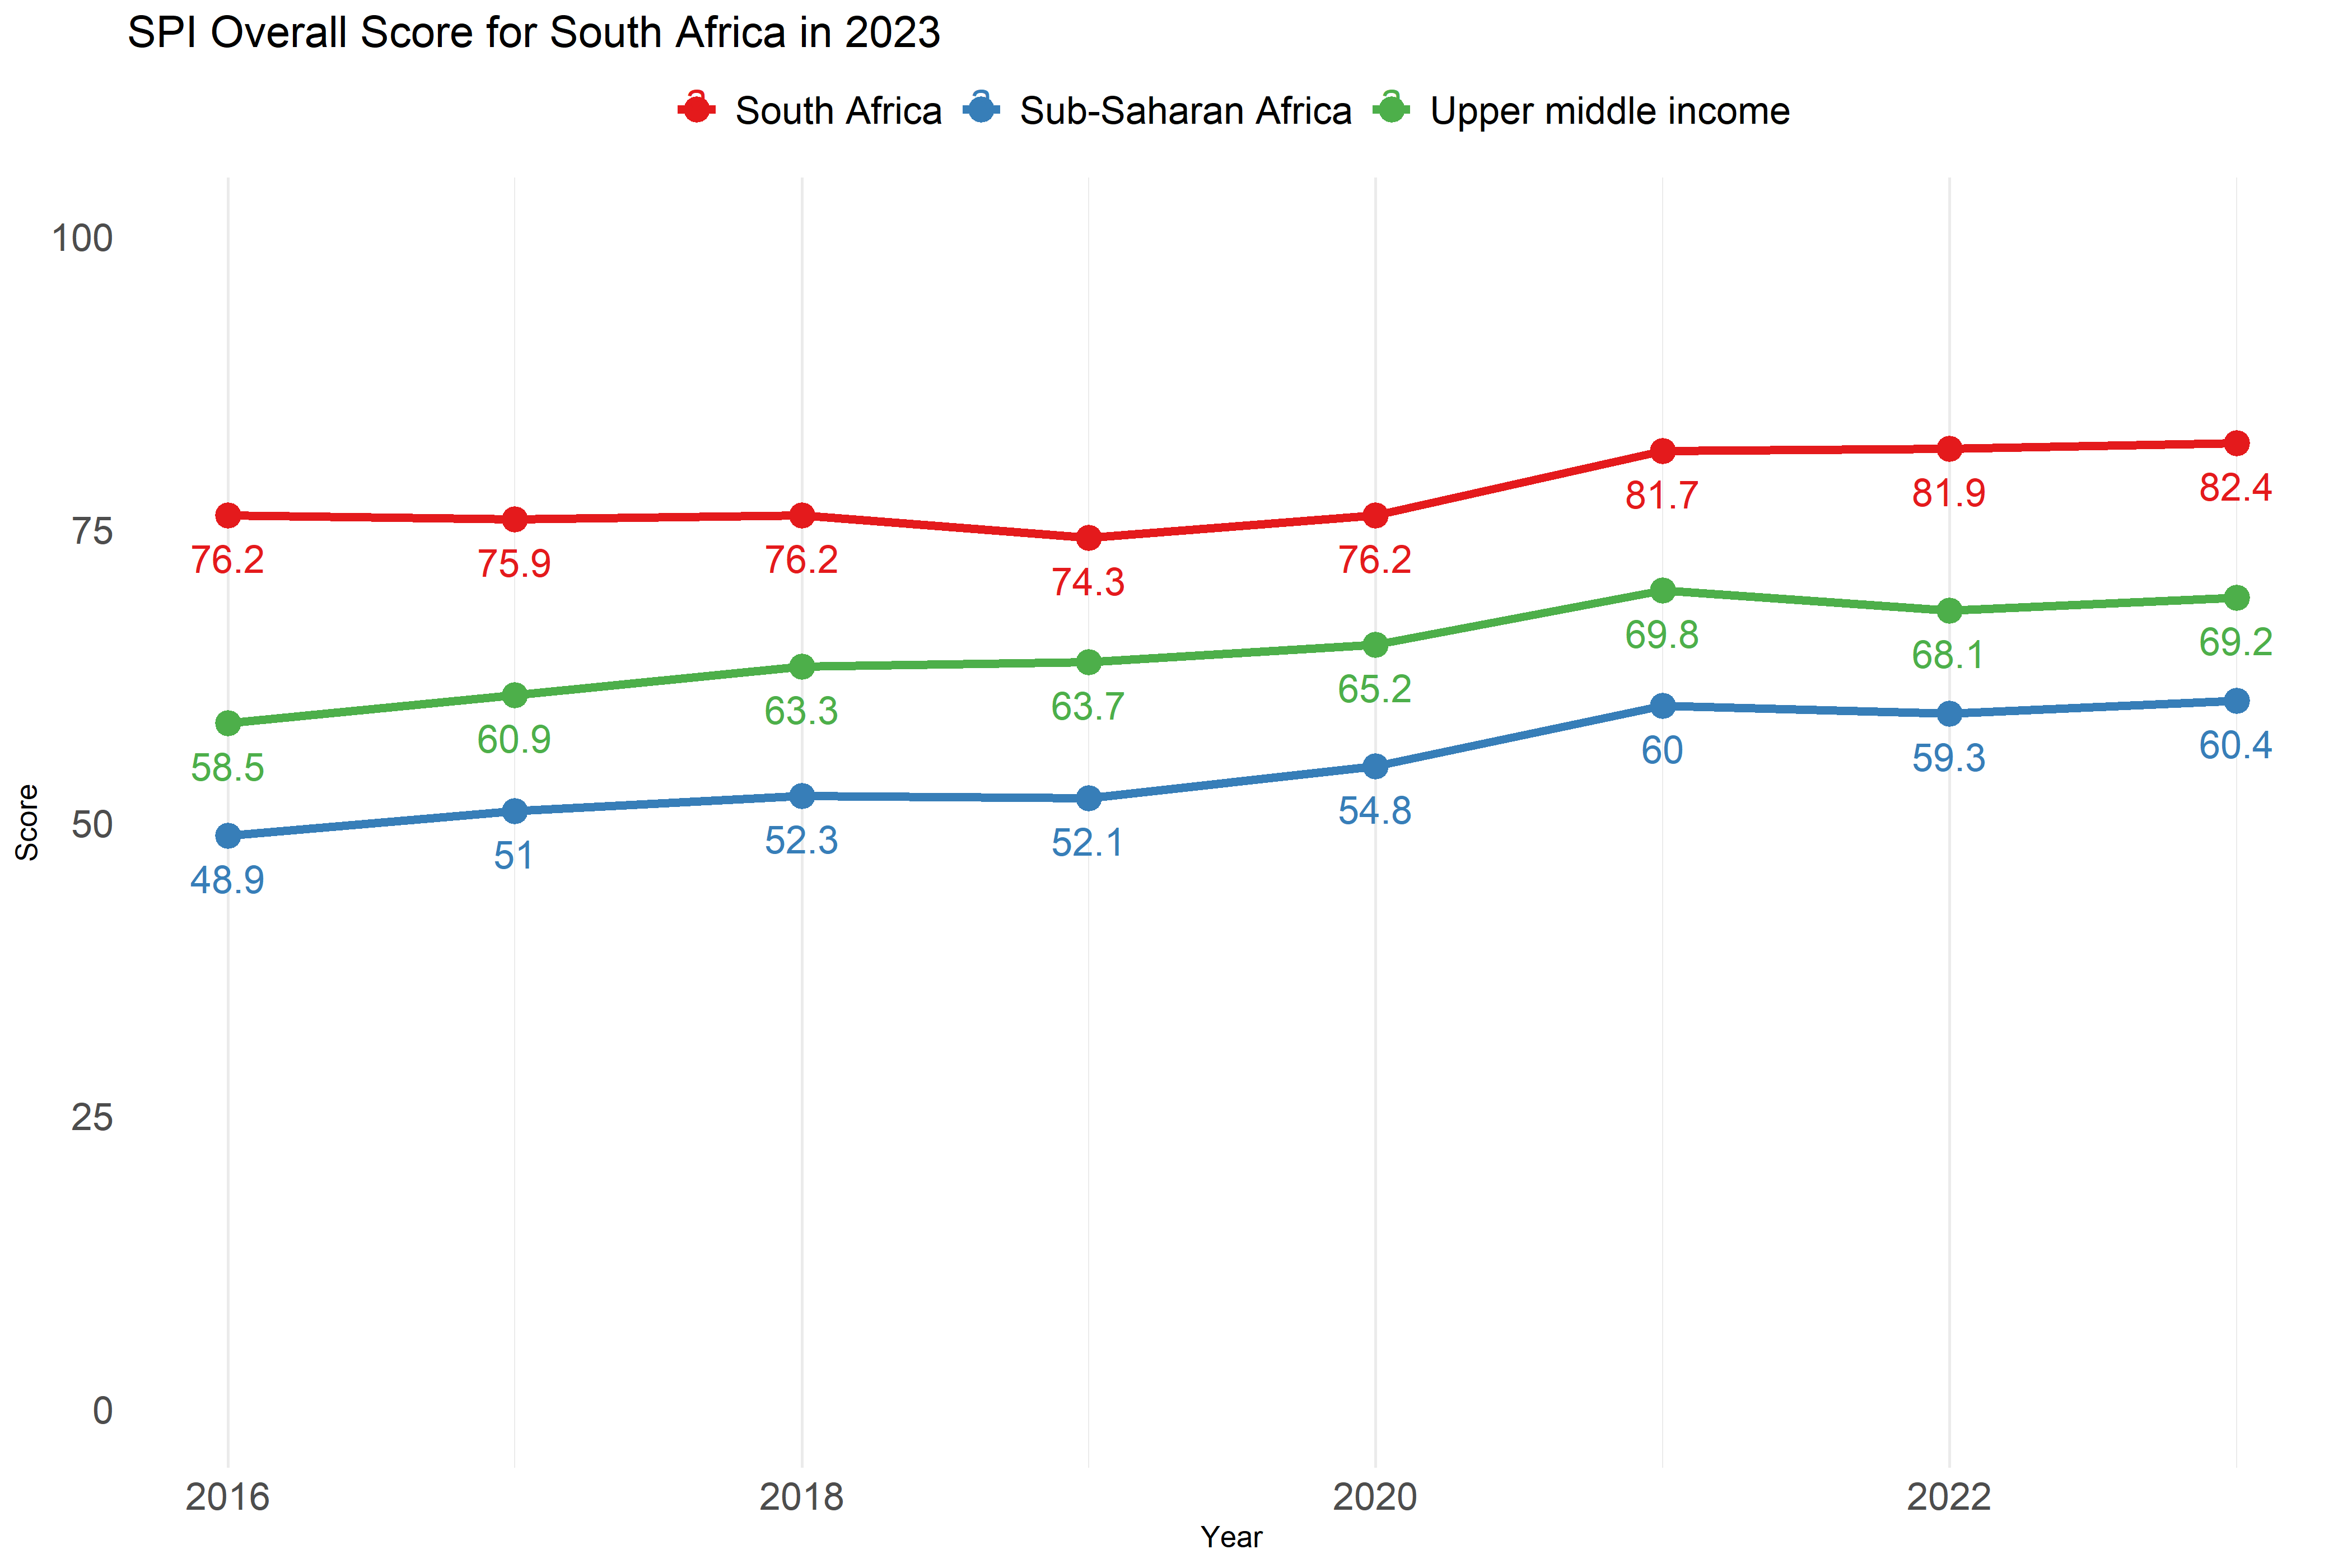 SPI Overall Score for South Africa in 2023
a South Africa a Sub-Saharan Africa a Upper middle income
100
75
50
25
0
Score
76.2 75.9 76.2 74.3 76.2 81.7 81.9 82.4
58.5 60.9 63.3 63.7 65.2 69.8 68.1 69.2
48.9 51 52.3 52.1 54.8 60 59.3 60.4
2016 2018 2020 2022
Year